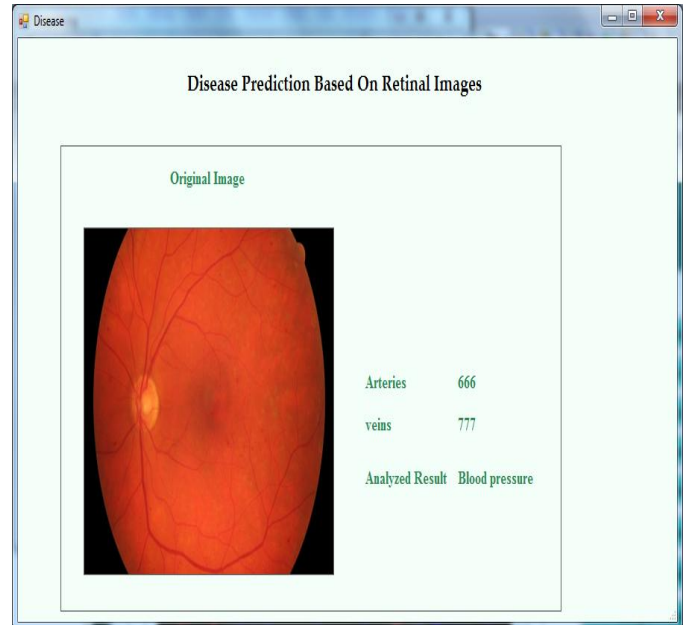 Disease
Disease Prediction Based On Retinal Images
Original Image
Arteries 666
veins 777
Analyzed Result Blood pressure